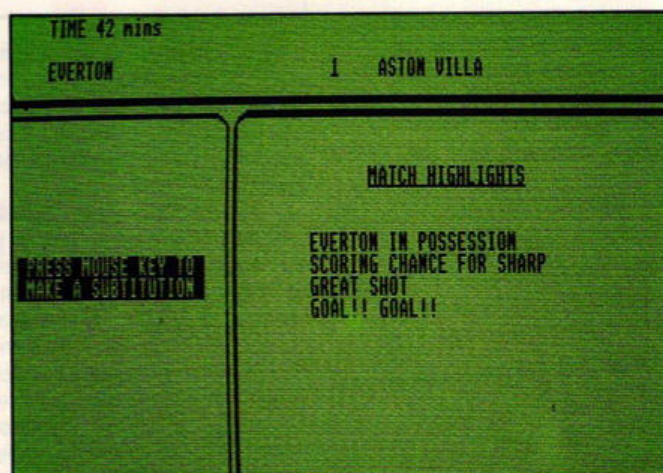 TIME 42 mins
EVERTON 1 ASTON VILLA
MATCH HIGHLIGHTS
EVERTON IN POSSESSION
SCORING CHANCE FOR SHARP
GREAT SHOT
GOAL!! GOAL!!
PRESS MOUSE KEY TO
MAKE A SUBTITUTION